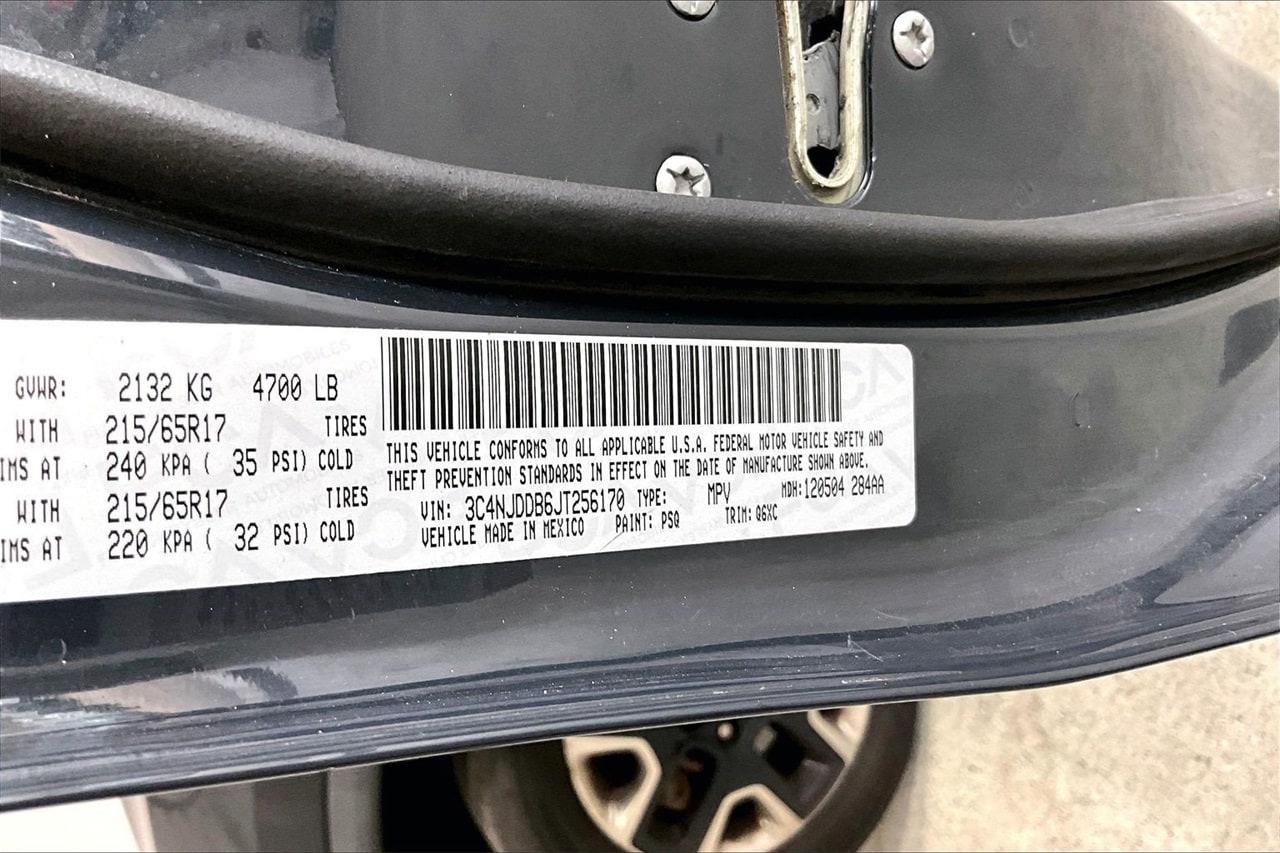 GVWR: 2132 KG 4700 LB
WITH 215/65R17 TIRES
IMS AT 240 KPA ( 35 PSI) COLD
WITH 215/65R17 TIRES
IMS AT 220 KPA ( 32 PSI) COLD
THIS VEHICLE CONFORMS TO ALL APPLICABLE U.S.A. FEDERAL MOTOR VEHICLE SAFETY AND
THEFT PREVENTION STANDARDS IN EFFECT ON THE DATE OF MANUFACTURE SHOWN ABOVE.
VIN: 3C4NJDDB6JT256170 TYPE: MPV MDH:120504 284AA
VEHICLE MADE IN MEXICO PAINT: PSQ TRIM: Q6XC